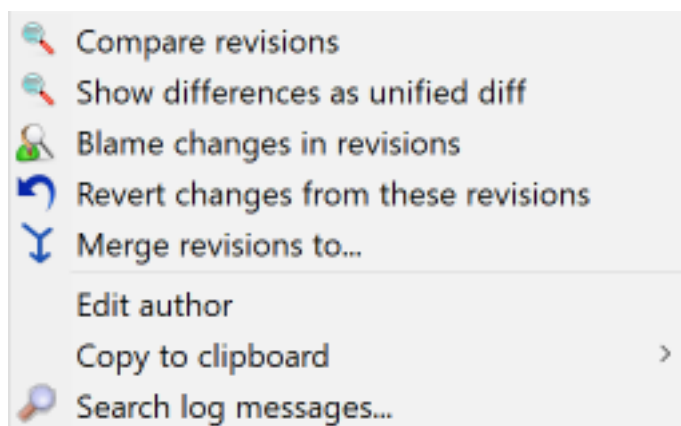 Compare revisions
Show differences as unified diff
Blame changes in revisions
Revert changes from these revisions
Merge revisions to...
Edit author
Copy to clipboard
Search log messages...